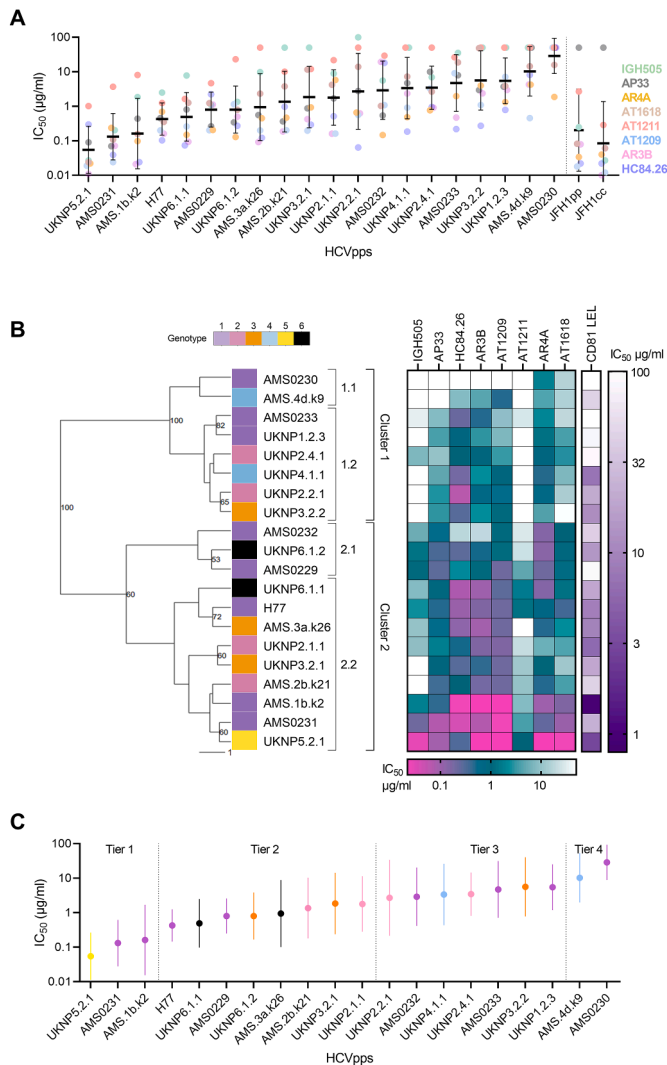 A
IC50 (µg/ml)
100
10
1
0.1
0.01
IGH505
AP33
AR4A
AT1618
AT1211
AT1209
AR3B
HC84.26
UKNP5.2.1
AMS0231
AMS.1b.k2
H77
UKNP6.1.1
AMS0229
UKNP6.1.2
AMS.3a.k26
AMS.2b.k21
UKNP3.2.1
UKNP2.1.1
UKNP2.2.1
AMS0232
UKNP4.1.1
UKNP2.4.1
AMS0233
UKNP3.2.2
UKNP1.2.3
AMS.4d.k9
AMS0230
JFH1pp
JFH1cc
HCVpps
B
Genotype
1 2 3 4 5 6
IGH505
AP33
HC84.26
AR3B
AT1209
AT1211
AR4A
AT1618
CD81 LEL
IC50 µg/ml
AMS0230
AMS.4d.k9
AMS0233
UKNP1.2.3
UKNP2.4.1
UKNP4.1.1
UKNP2.2.1
UKNP3.2.2
AMS0232
UKNP6.1.2
AMS0229
UKNP6.1.1
H77
AMS.3a.k26
UKNP2.1.1
UKNP3.2.1
AMS.2b.k21
AMS.1b.k2
AMS0231
UKNP5.2.1
100
100
82
65
60
53
72
60
60
1
1.1
1.2
2.1
2.2
Cluster 1
Cluster 2
100
32
10
3
1
IC50
µg/ml
0.1 1 10
C
IC50 (µg/ml)
100
10
1
0.1
0.01
Tier 1
Tier 2
Tier 3
Tier 4
UKNP5.2.1
AMS0231
AMS.1b.k2
H77
UKNP6.1.1
AMS0229
UKNP6.1.2
AMS.3a.k26
AMS.2b.k21
UKNP3.2.1
UKNP2.1.1
UKNP2.2.1
AMS0232
UKNP4.1.1
UKNP2.4.1
AMS0233
UKNP3.2.2
UKNP1.2.3
AMS.4d.k9
AMS0230
HCVpps